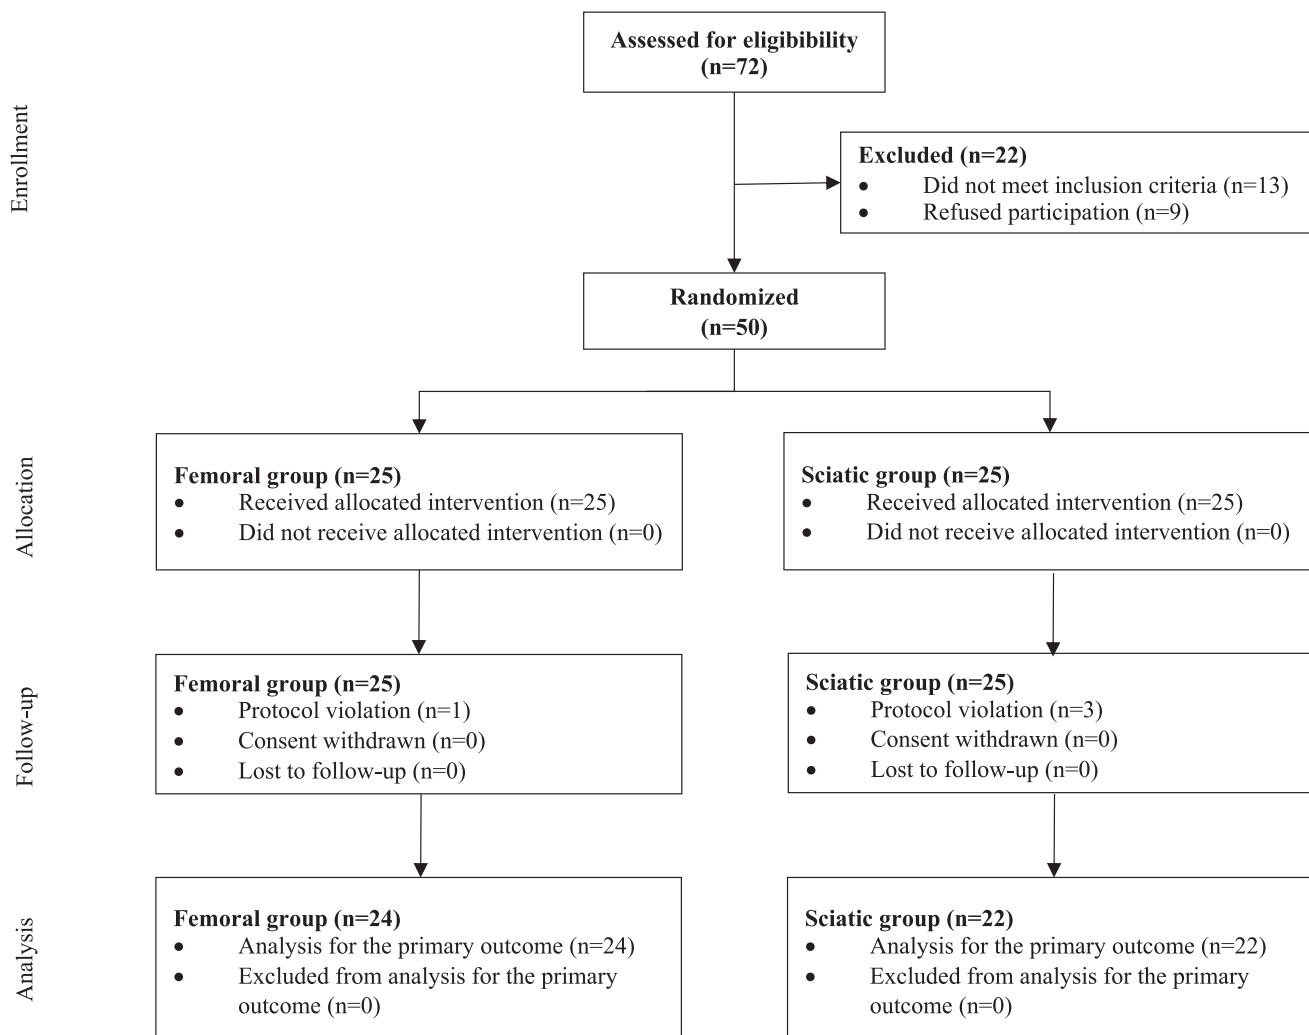 Assessed for eligibibility
(n=72)
Enrollment
Excluded (n=22)
• Did not meet inclusion criteria (n=13)
• Refused participation (n=9)
Randomized
(n=50)
Allocation
Femoral group (n=25)
• Received allocated intervention (n=25)
• Did not receive allocated intervention (n=0)
Sciatic group (n=25)
• Received allocated intervention (n=25)
• Did not receive allocated intervention (n=0)
Follow-up
Femoral group (n=25)
• Protocol violation (n=1)
• Consent withdrawn (n=0)
• Lost to follow-up (n=0)
Sciatic group (n=25)
• Protocol violation (n=3)
• Consent withdrawn (n=0)
• Lost to follow-up (n=0)
Analysis
Femoral group (n=24)
• Analysis for the primary outcome (n=24)
• Excluded from analysis for the primary
outcome (n=0)
Sciatic group (n=22)
• Analysis for the primary outcome (n=22)
• Excluded from analysis for the primary
outcome (n=0)